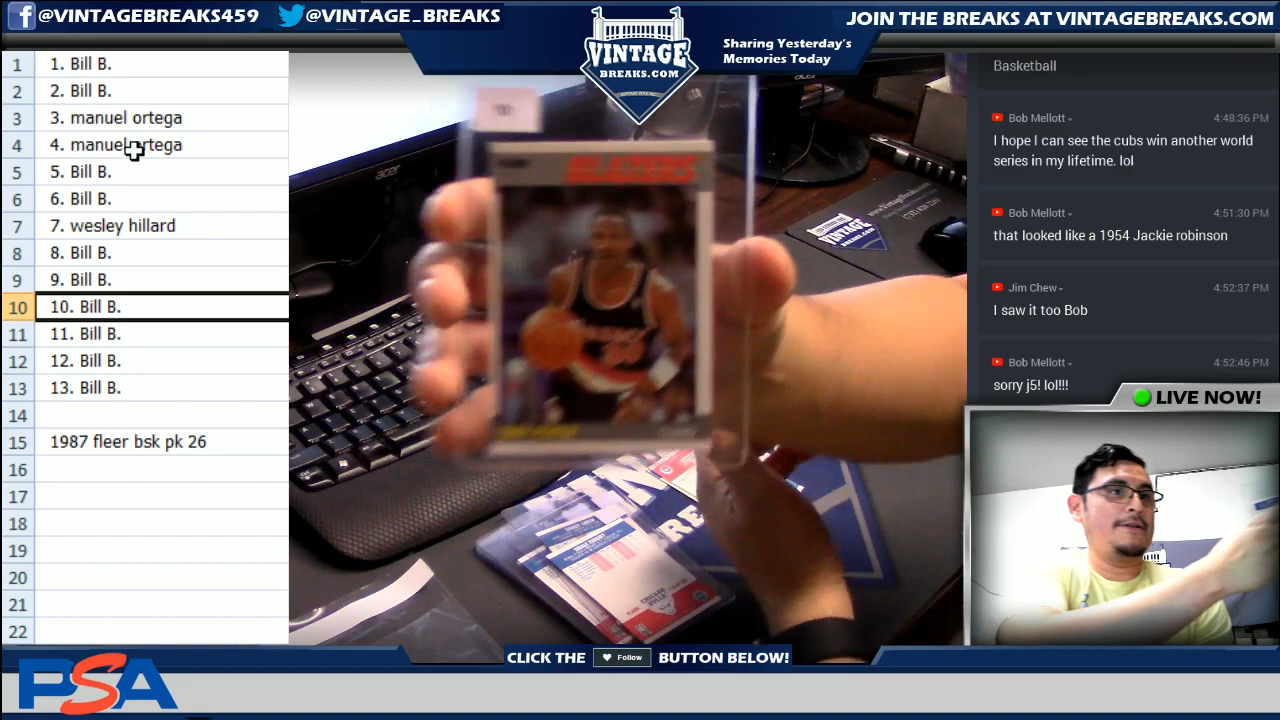 @VINTAGEBREAKS459
@VINTAGE_BREAKS
VINTAGE
BREAKS.COM
Sharing Yesterday's
Memories Today
JOIN THE BREAKS AT VINTAGEBREAKS.COM
1 1. Bill B.
2 2. Bill B.
3 3. manuel ortega
4 4. manuel ortega
5 5. Bill B.
6 6. Bill B.
7 7. wesley hillard
8 8. Bill B.
9 9. Bill B.
10 10. Bill B.
11 11. Bill B.
12 12. Bill B.
13 13. Bill B.
14
15 1987 fleer bsk pk 26
16
17
18
19
20
21
22
acer
BLAZERS
CHICAGO
BULLS
Basketball
Bob Mellott 4:48:36 PM
I hope I can see the cubs win another world
series in my lifetime. lol
Bob Mellott 4:51:30 PM
that looked like a 1954 Jackie robinson
Jim Chew 4:52:37 PM
I saw it too Bob
Bob Mellott 4:52:46 PM
sorry j5! lol!!!
LIVE NOW!
CLICK THE Follow BUTTON BELOW!
PSA